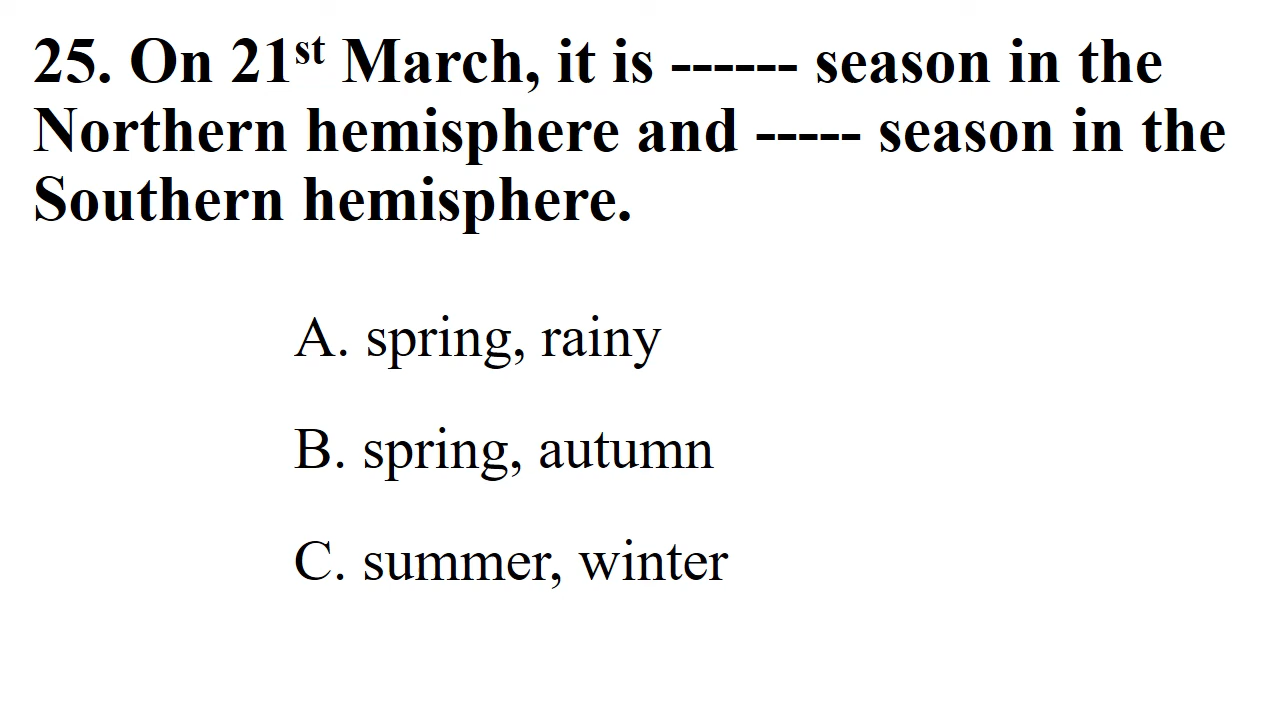 25. On 21st March, it is ------ season in the
Northern hemisphere and ----- season in the
Southern hemisphere.
A. spring, rainy
B. spring, autumn
C. summer, winter